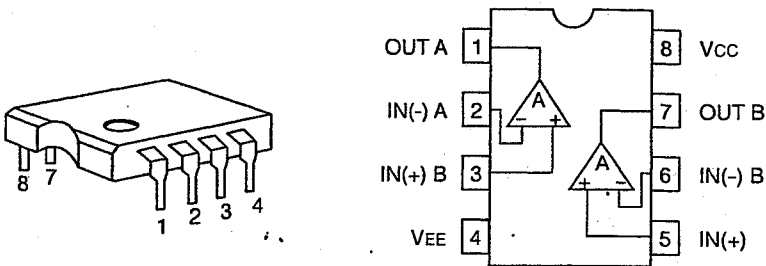 8 7 1 2 3 4
OUT A 1 8 VCC
A
IN(-) A 2 7 OUT B
- +
IN(+) B 3 A 6 IN(-) B
+ -
VEE 4 5 IN(+)